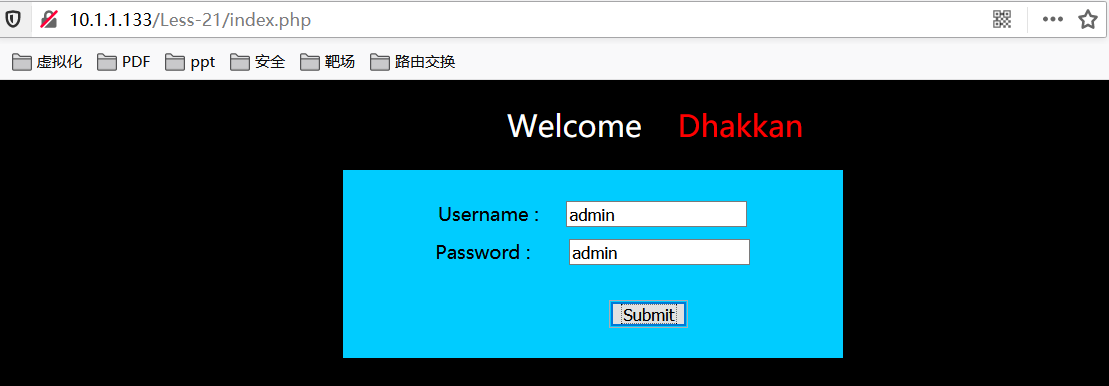 10.1.1.133/Less-21/index.php
虚拟化 PDF ppt 安全 靶场 路由交换
Welcome Dhakkan
Username : admin
Password : admin
Submit